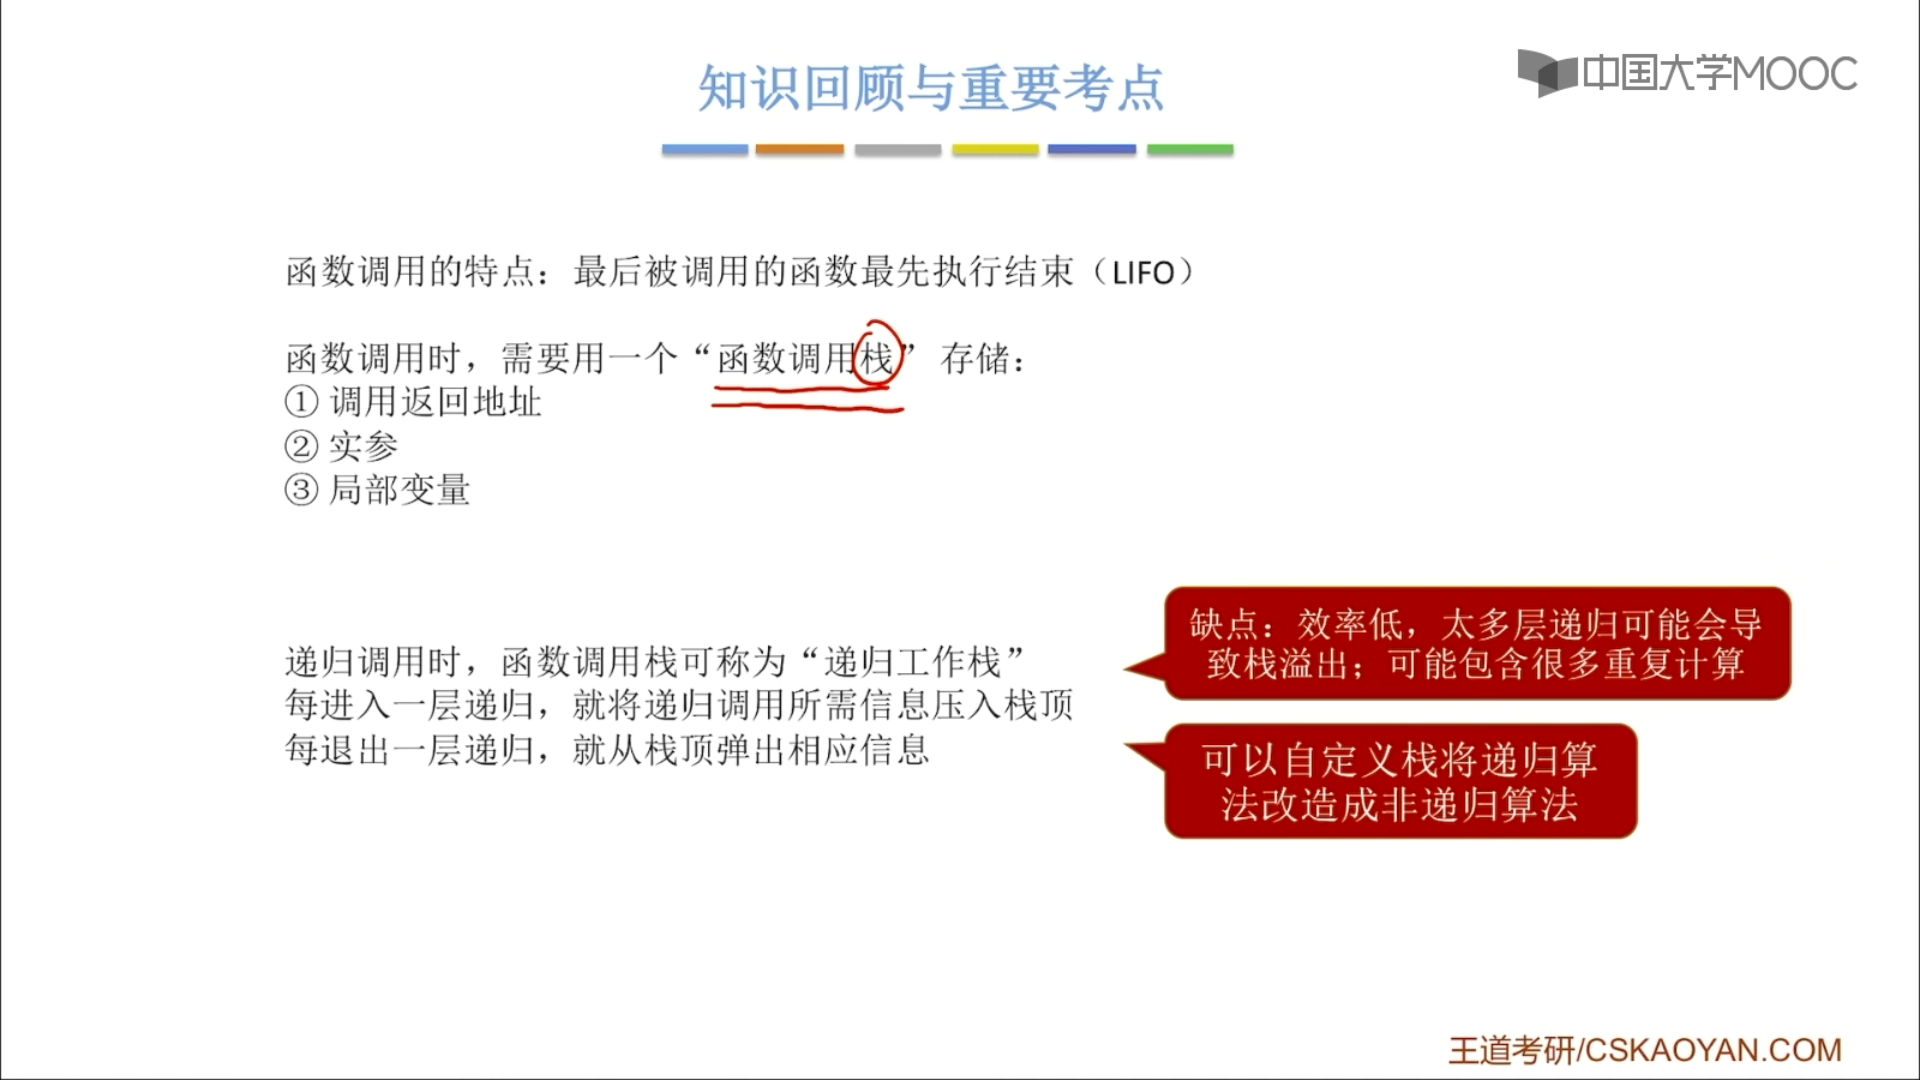 知识回顾与重要考点
中国大学MOOC
函数调用的特点：最后被调用的函数最先执行结束（LIFO）
函数调用时，需要用一个“函数调用栈” 存储：
① 调用返回地址
② 实参
③ 局部变量
缺点：效率低，太多层递归可能会导
致栈溢出；可能包含很多重复计算
递归调用时，函数调用栈可称为“递归工作栈”
每进入一层递归，就将递归调用所需信息压入栈顶
每退出一层递归，就从栈顶弹出相应信息
可以自定义栈将递归算
法改造成非递归算法
王道考研/CSKAOYAN.COM